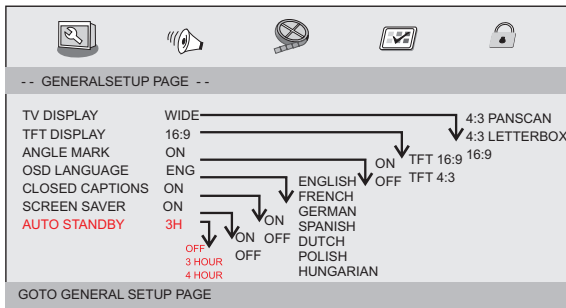 - - GENERALSETUP PAGE - -
TV DISPLAY WIDE
TFT DISPLAY 16:9
ANGLE MARK ON
OSD LANGUAGE ENG
CLOSED CAPTIONS ON
SCREEN SAVER ON
AUTO STANDBY 3H
4:3 PANSCAN
4:3 LETTERBOX
16:9
TFT 16:9
TFT 4:3
ON
OFF
ENGLISH
FRENCH
GERMAN
SPANISH
DUTCH
POLISH
HUNGARIAN
ON
OFF
ON
OFF
OFF
3 HOUR
4 HOUR
GOTO GENERAL SETUP PAGE